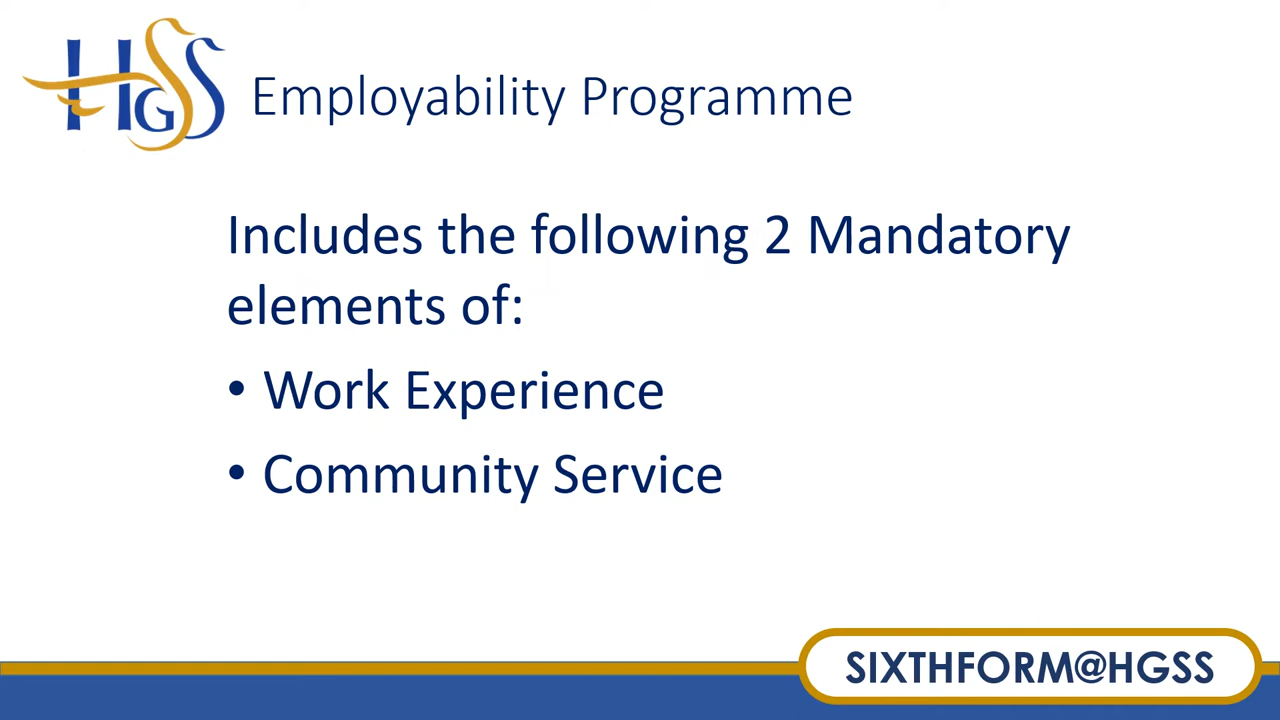 HGSS
Employability Programme
Includes the following 2 Mandatory
elements of:
• Work Experience
• Community Service
SIXTHFORM@HGSS